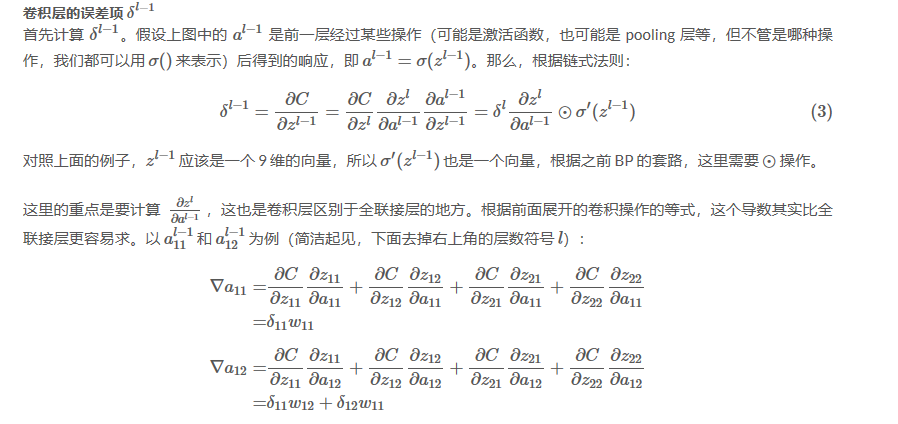 卷积层的误差项 $\delta^{l-1}$
首先计算 $\delta^{l-1}$。假设上图中的 $a^{l-1}$ 是前一层经过某些操作（可能是激活函数，也可能是 pooling 层等，但不管是哪种操
作，我们都可以用 $\sigma()$ 来表示）后得到的响应，即 $a^{l-1}=\sigma(z^{l-1})$。那么，根据链式法则：
$\delta^{l-1}=\frac{\partial C}{\partial z^{l-1}}=\frac{\partial C}{\partial z^{l}}\frac{\partial z^{l}}{\partial a^{l-1}}\frac{\partial a^{l-1}}{\partial z^{l-1}}=\delta^{l}\frac{\partial z^{l}}{\partial a^{l-1}}\odot\sigma'(z^{l-1})$ (3)
对照上面的例子，$z^{l-1}$ 应该是一个 9 维的向量，所以 $\sigma'(z^{l-1})$ 也是一个向量，根据之前 BP 的套路，这里需要 $\odot$ 操作。
这里的重点是要计算 $\frac{\partial z^{l}}{\partial a^{l-1}}$，这也是卷积层区别于全联接层的地方。根据前面展开的卷积操作的等式，这个导数其实比全
联接层更容易求。以 $a_{11}^{l-1}$ 和 $a_{12}^{l-1}$ 为例（简洁起见，下面去掉右上角的层数符号 $l$）：
$\nabla a_{11}=\frac{\partial C}{\partial z_{11}}\frac{\partial z_{11}}{\partial a_{11}}+\frac{\partial C}{\partial z_{12}}\frac{\partial z_{12}}{\partial a_{11}}+\frac{\partial C}{\partial z_{21}}\frac{\partial z_{21}}{\partial a_{11}}+\frac{\partial C}{\partial z_{22}}\frac{\partial z_{22}}{\partial a_{11}}$
$=\delta_{11}w_{11}$
$\nabla a_{12}=\frac{\partial C}{\partial z_{11}}\frac{\partial z_{11}}{\partial a_{12}}+\frac{\partial C}{\partial z_{12}}\frac{\partial z_{12}}{\partial a_{12}}+\frac{\partial C}{\partial z_{21}}\frac{\partial z_{21}}{\partial a_{12}}+\frac{\partial C}{\partial z_{22}}\frac{\partial z_{22}}{\partial a_{12}}$
$=\delta_{11}w_{12}+\delta_{12}w_{11}$